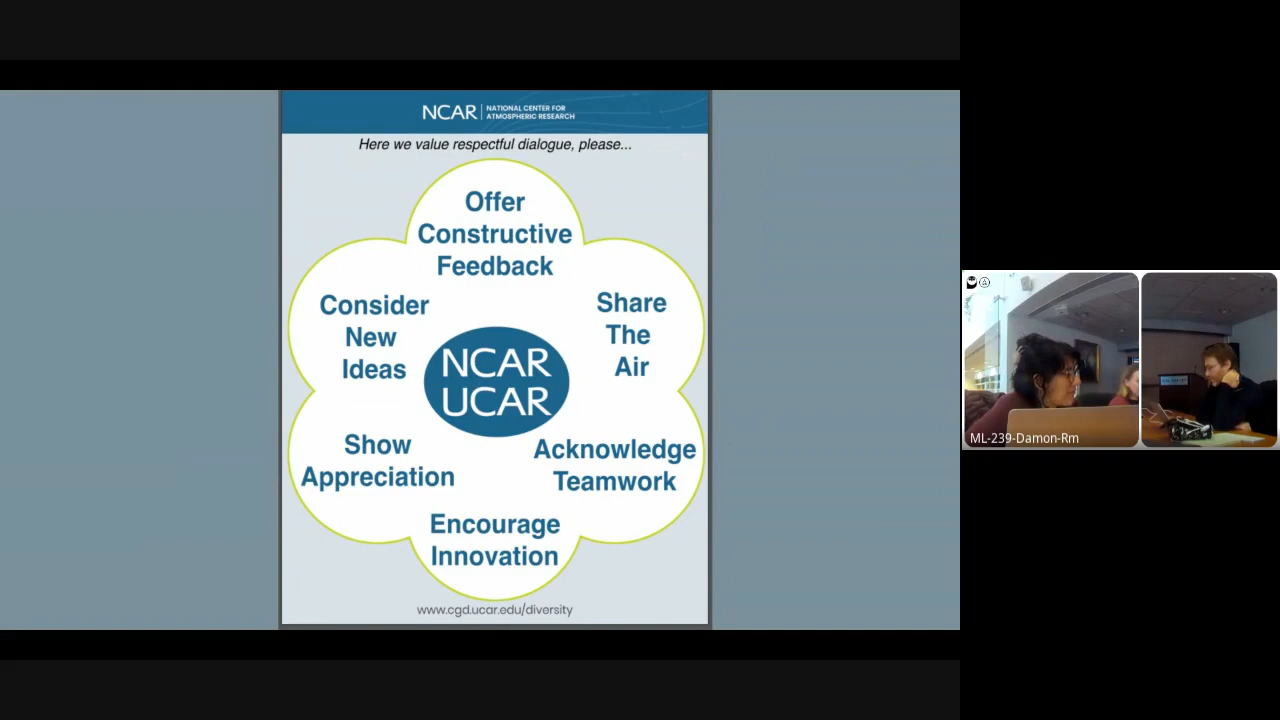 NCAR
NATIONAL CENTER FOR
ATMOSPHERIC RESEARCH
Here we value respectful dialogue, please...
Offer
Constructive
Feedback
Consider
New
Ideas
Share
The
Air
NCAR
UCAR
Show
Appreciation
Acknowledge
Teamwork
Encourage
Innovation
www.cgd.ucar.edu/diversity
ML-239-Damon-Rm